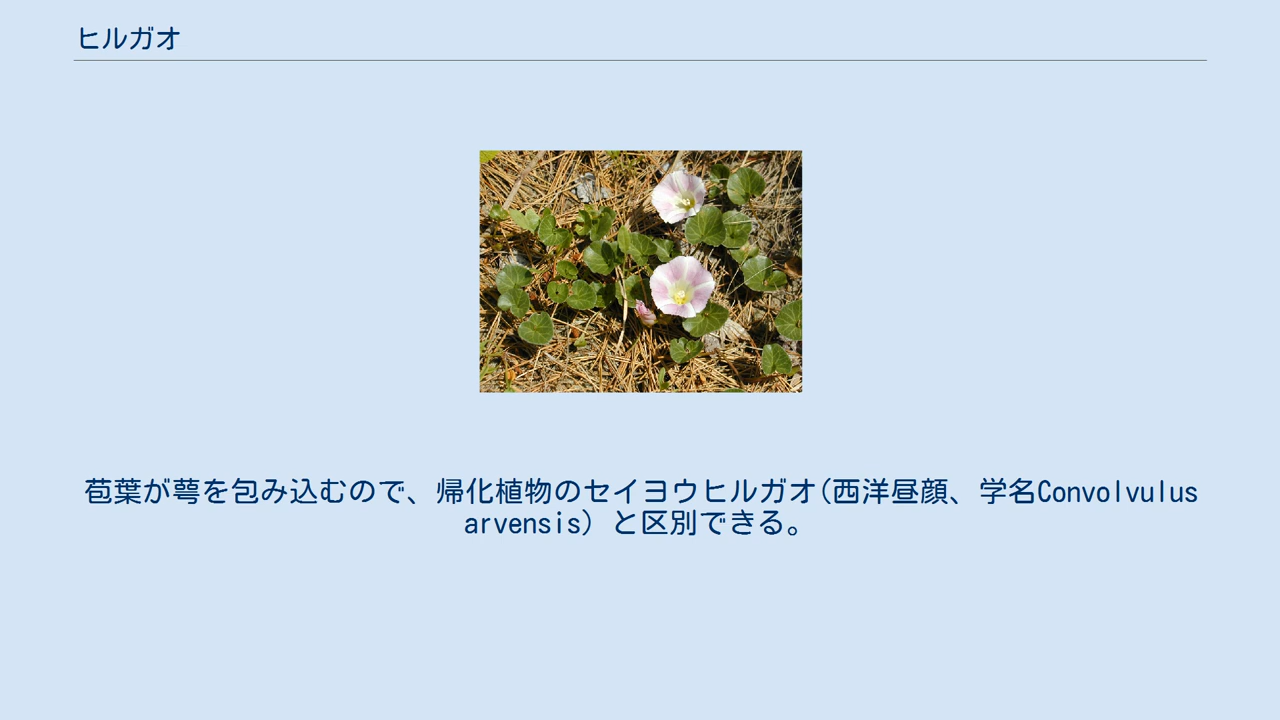 ヒルガオ
苞葉が萼を包み込むので、帰化植物のセイヨウヒルガオ(西洋昼顔、学名Convolvulus
arvensis) と区別できる。